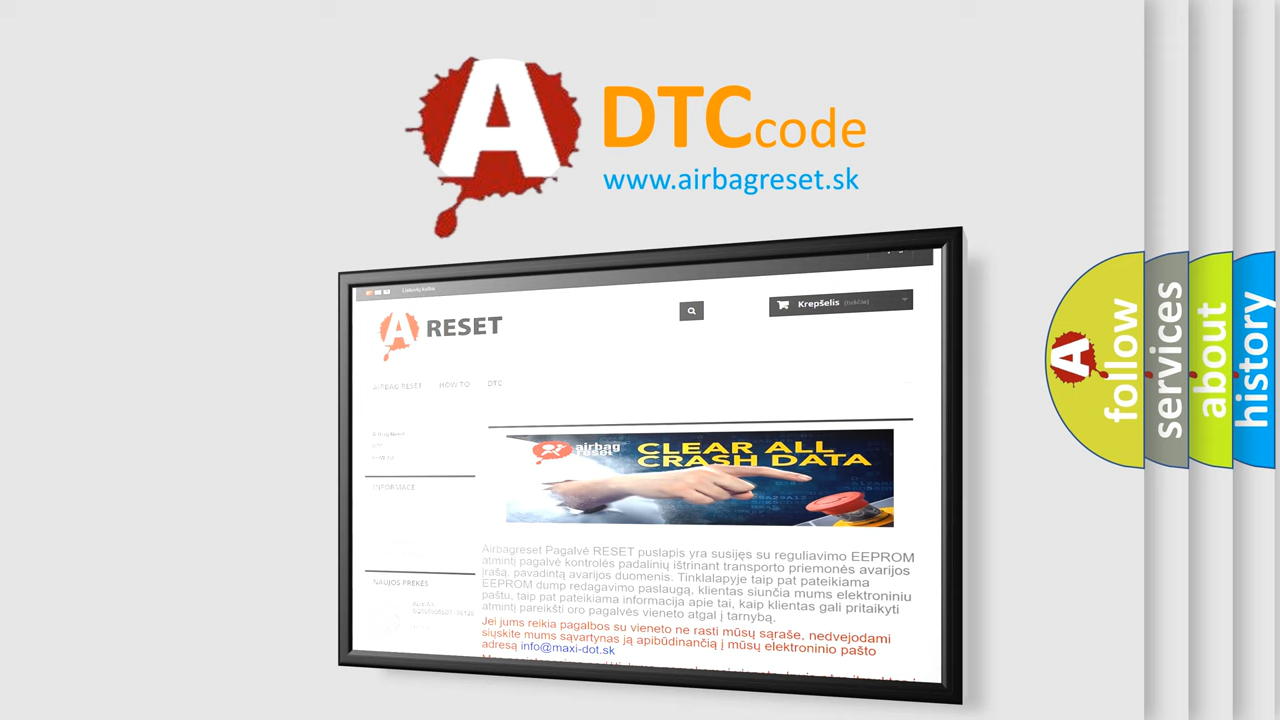 A DTCcode
www.airbagreset.sk
Lietuvių kalba
A RESET
Krepšelis (tuščia)
AIRBAG RESET HOW TO DTC
INFORMACE
airbag
reset
CLEAR ALL
CRASH DATA
Airbagreset Pagalvė RESET puslapis yra susijęs su reguliavimo EEPROM
atmintį pagalvė kontrolės padalinių ištrinant transporto priemonės avarijos
įrašą, pavadintą avarijos duomenis. Tinklalapyje taip pat pateikiama
EEPROM dump redagavimo paslaugą, klientas siunčia mums elektroniniu
paštu, taip pat pateikiama informacija apie tai, kaip klientas gali pritaikyti
atmintį pareikšti oro pagalvės vieneto atgal į tarnybą.
NAUJOS PREKĖS
Jei jums reikia pagalbos su vieneto ne rasti mūsų sąraše, nedvejodami
siųskite mums sąvartynas ją apibūdinančią į mūsų elektroninio pašto
adresą info@maxi-dot.sk
A follow
services
about
history